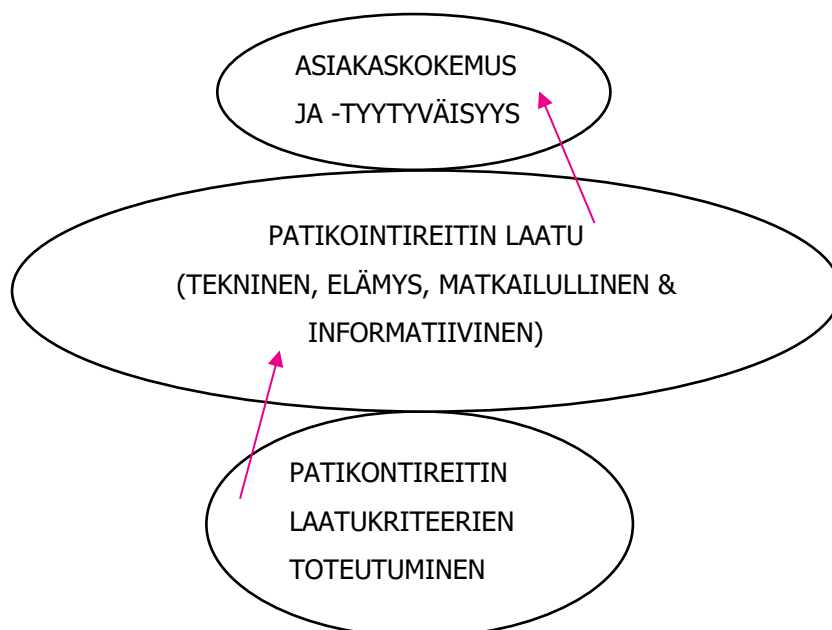 ASIAKASKOKEMUS
JA -TYYTYVÄISYYS
PATIKOINTIREITIN LAATU
(TEKNINEN, ELÄMYS, MATKAILULLINEN &
INFORMATIIVINEN)
PATIKONTIREITIN
LAATUKRITEERIEN
TOTEUTUMINEN